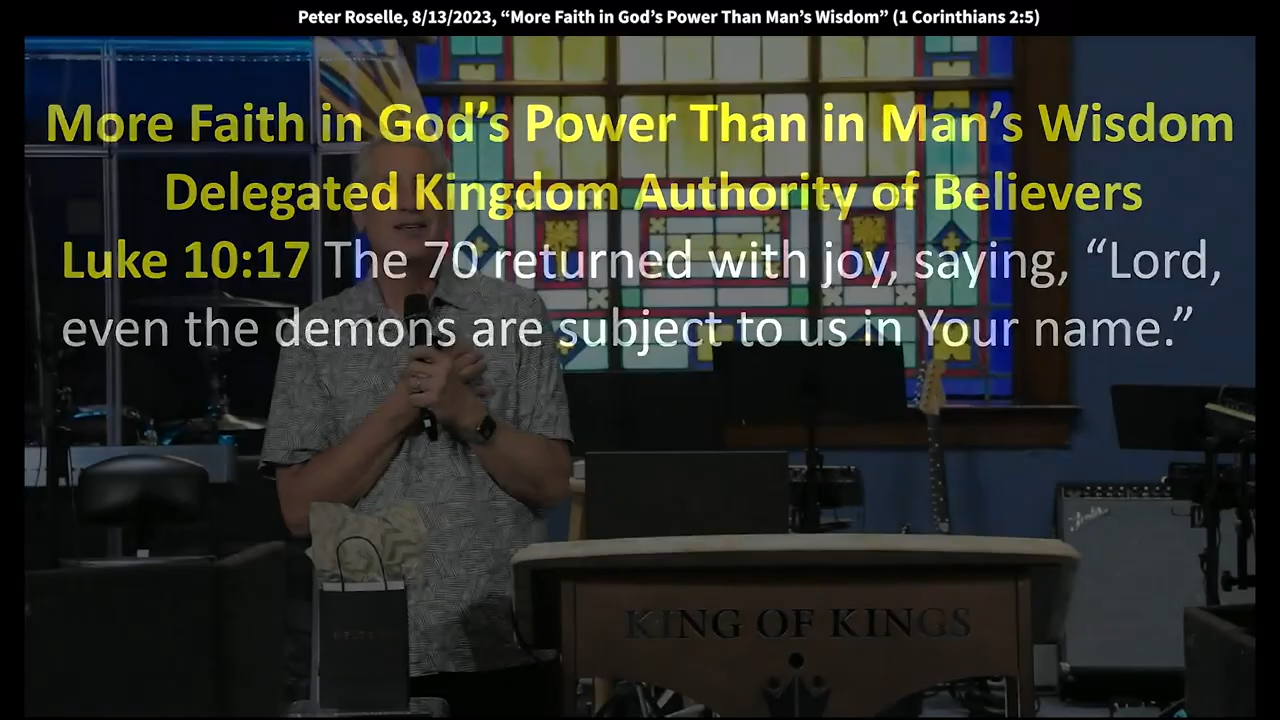 Peter Roselle, 8/13/2023, “More Faith in God’s Power Than Man’s Wisdom” (1 Corinthians 2:5)
More Faith in God’s Power Than in Man’s Wisdom
Delegated Kingdom Authority of Believers
Luke 10:17 The 70 returned with joy, saying, “Lord,
even the demons are subject to us in Your name.”
KING OF KINGS